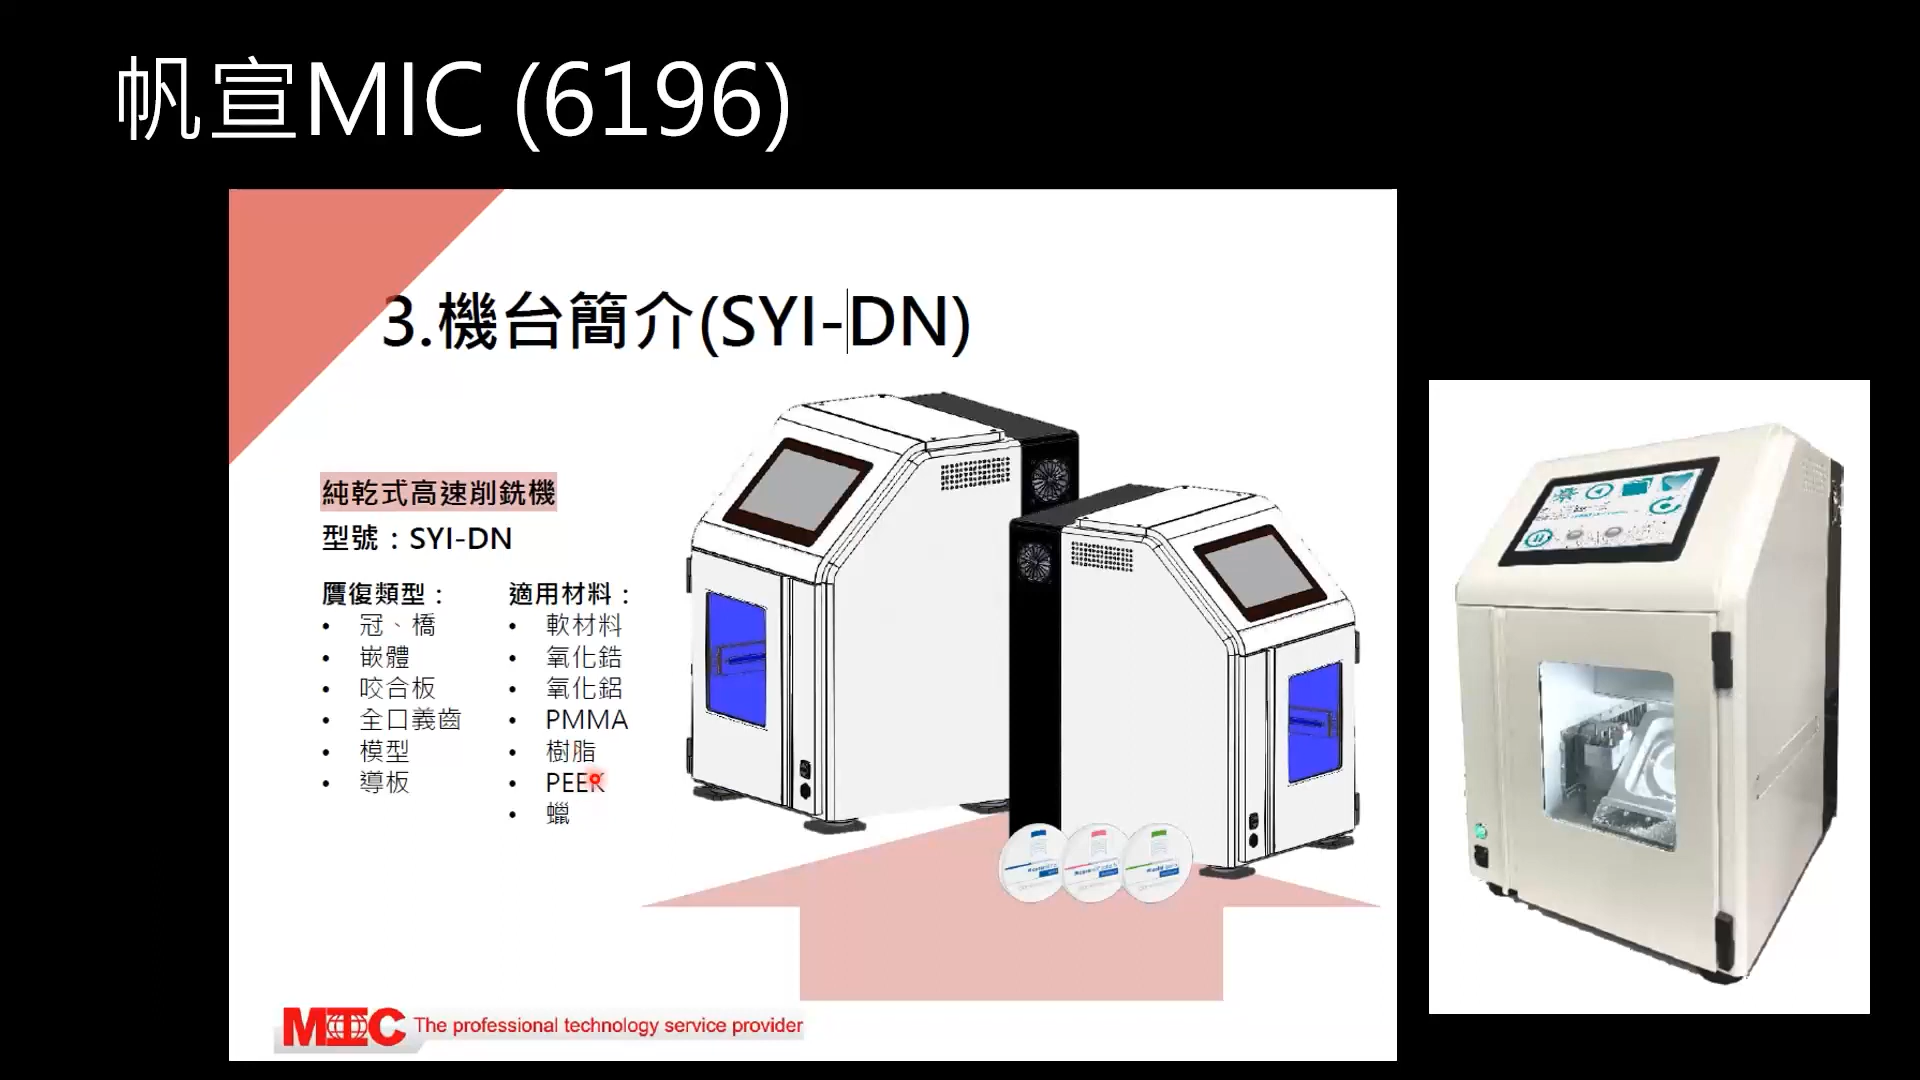 帆宣MIC (6196)
3.機台簡介(SYI-DN)
純乾式高速削銑機
型號：SYI-DN
贋復類型：
• 冠、橋
• 嵌體
• 咬合板
• 全口義齒
• 模型
• 導板
適用材料：
• 軟材料
• 氧化鋯
• 氧化鋁
• PMMA
• 樹脂
• PEEK
• 蠟
MIC The professional technology service provider